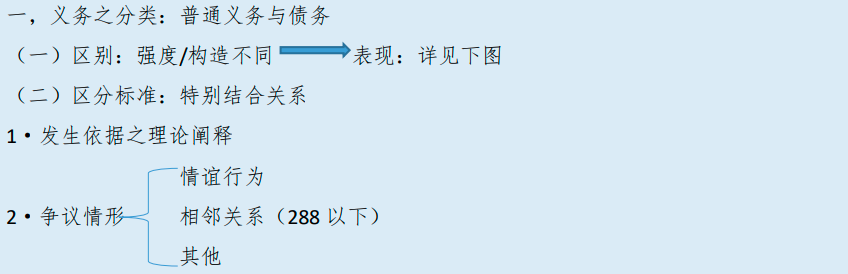 一，义务之分类：普通义务与债务
（一）区别：强度/构造不同 表现：详见下图
（二）区分标准：特别结合关系
1·发生依据之理论阐释
情谊行为
2·争议情形 相邻关系（288 以下）
其他